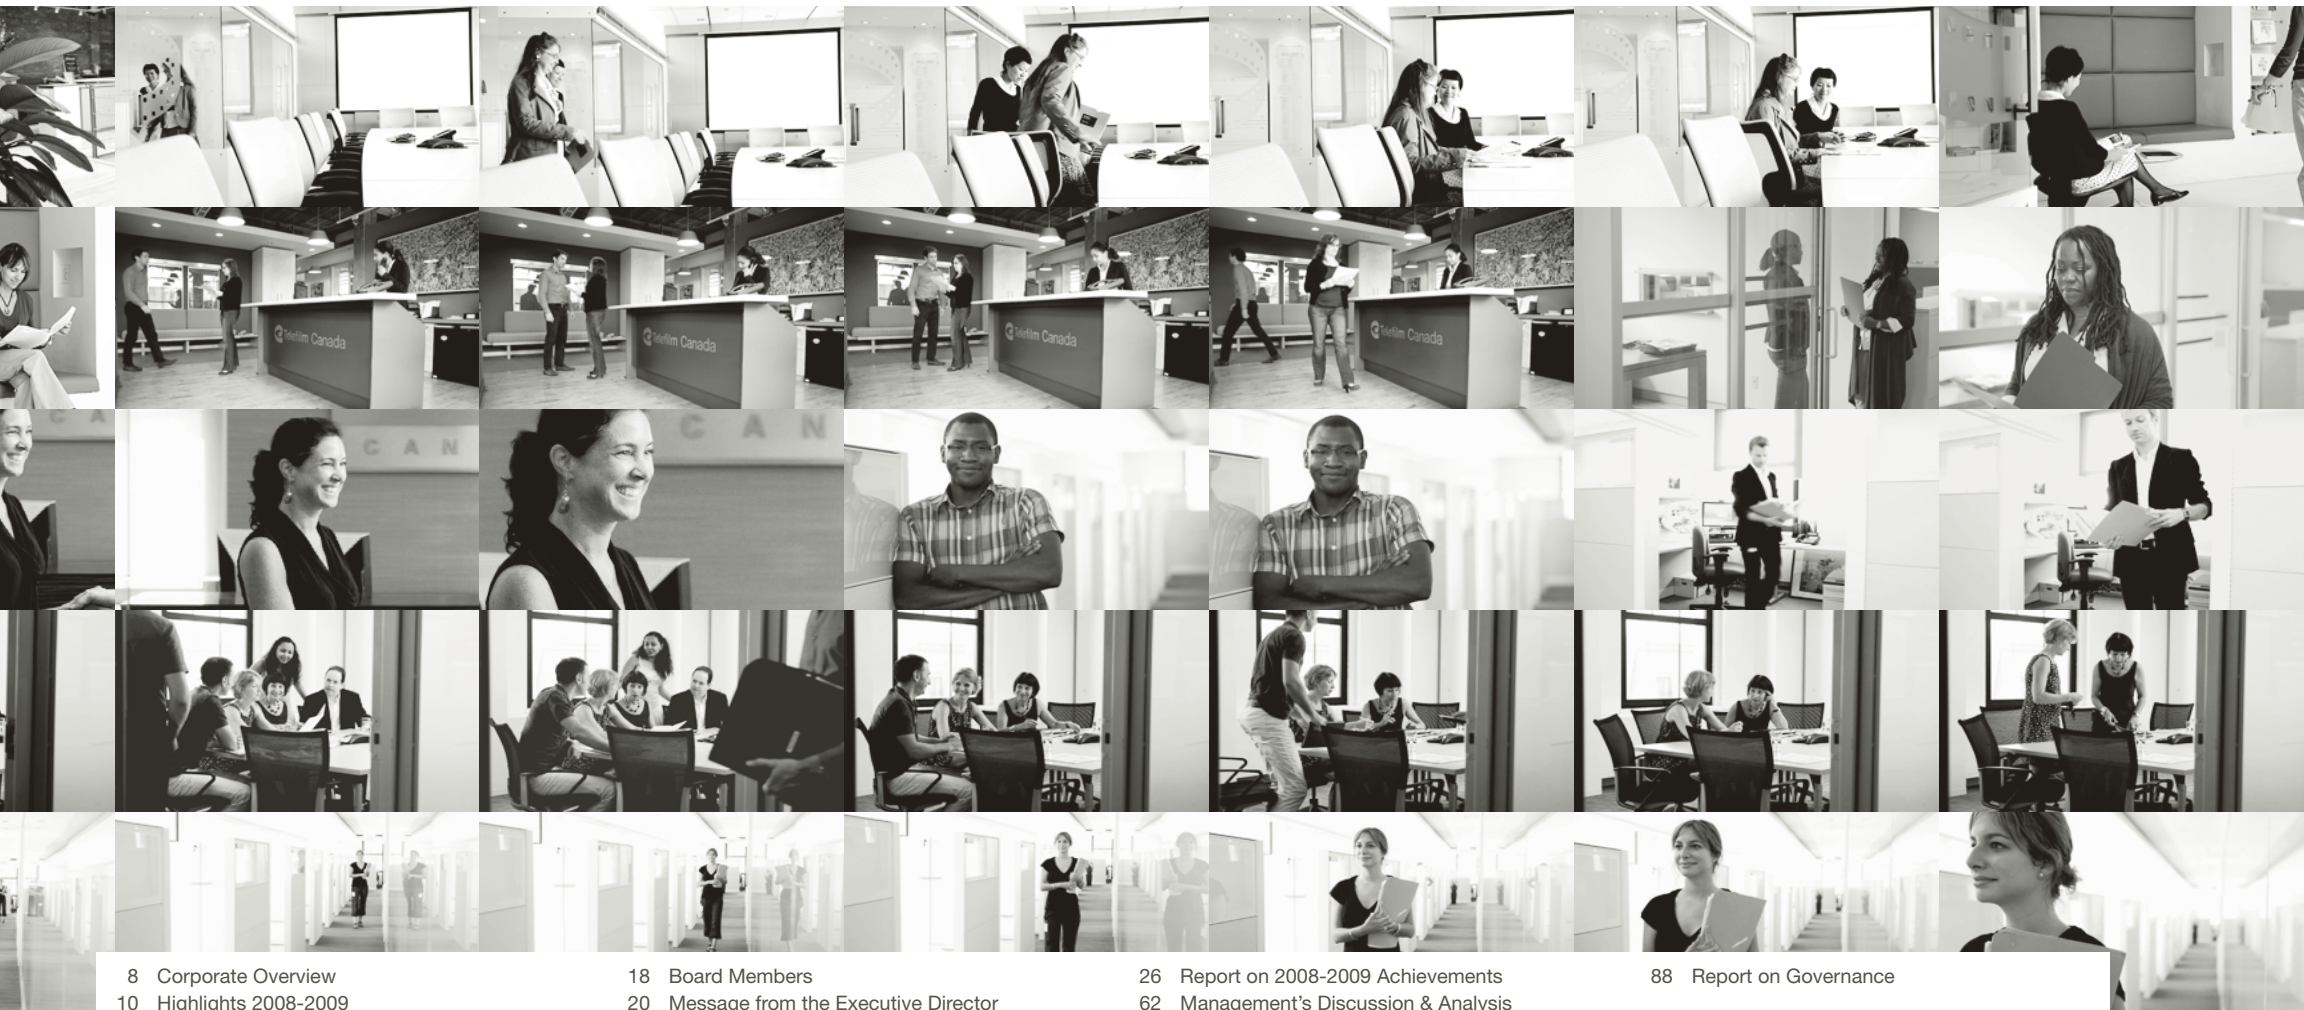 Telefilm Canada
Telefilm Canada
Telefilm Canada
Telefilm Canada
C A
C A N
C A N
8 Corporate Overview
10 Highlights 2008-2009
18 Board Members
20 Message from the Executive Director
26 Report on 2008-2009 Achievements
62 Management's Discussion & Analysis
88 Report on Governance